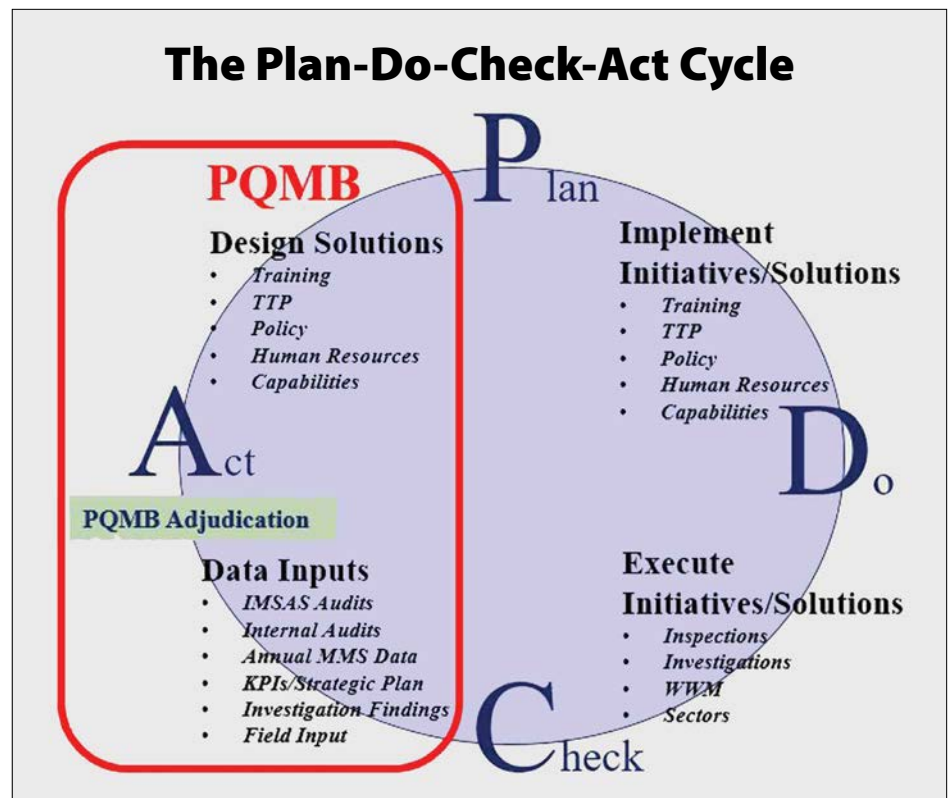 The Plan-Do-Check-Act Cycle
Plan
PQMB
Design Solutions
• Training
• TTP
• Policy
• Human Resources
• Capabilities
Implement
Initiatives/Solutions
• Training
• TTP
• Policy
• Human Resources
• Capabilities
Act
Do
PQMB Adjudication
Data Inputs
• IMSAS Audits
• Internal Audits
• Annual MMS Data
• KPIs/Strategic Plan
• Investigation Findings
• Field Input
Execute
Initiatives/Solutions
• Inspections
• Investigations
• WWM
• Sectors
Check